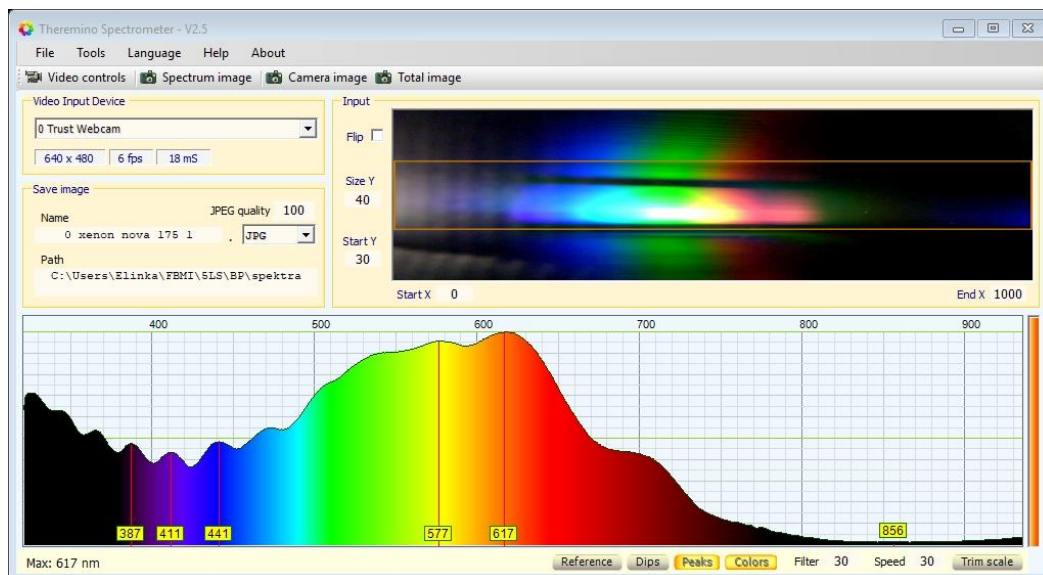 Theremino Spectrometer - V2.5
File Tools Language Help About
Video controls Spectrum image Camera image Total image
Video Input Device
0 Trust Webcam
640 x 480 6 fps 18 mS
Save image
Name JPEG quality 100
0 xenon nova 175 1 . JPG
Path
C:\Users\Elinka\FBMI\5LS\BP\spektra
Input
Flip
Size Y
40
Start Y
30
Start X 0 End X 1000
400 500 600 700 800 900
387 411 441 577 617 856
Max: 617 nm Reference Dips Peaks Colors Filter 30 Speed 30 Trim scale